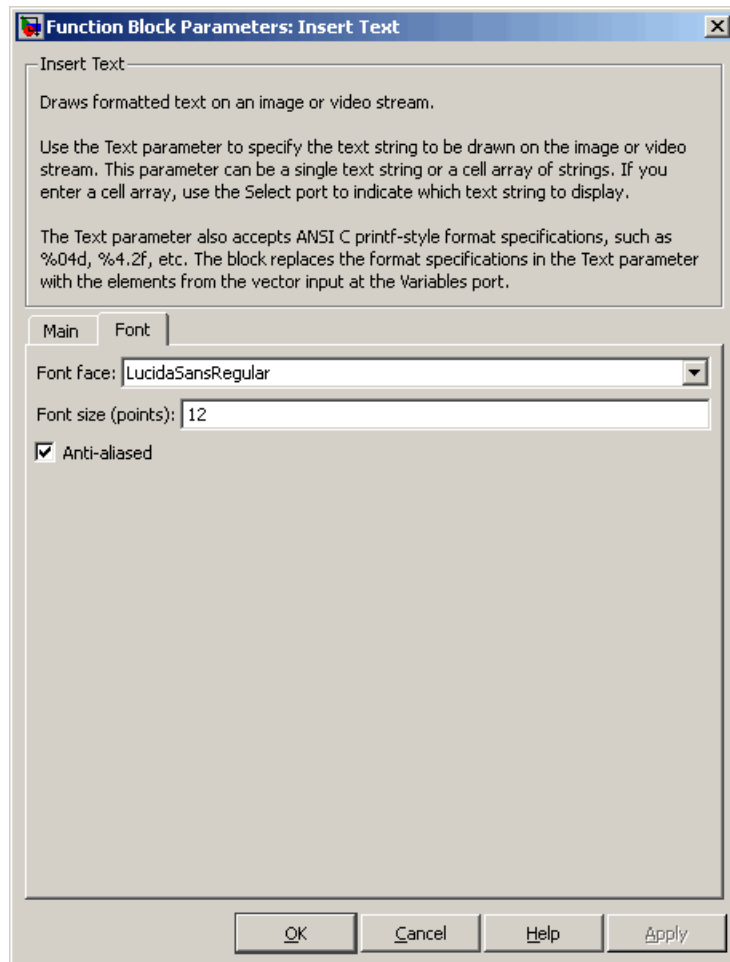 Function Block Parameters: Insert Text
Insert Text
Draws formatted text on an image or video stream.
Use the Text parameter to specify the text string to be drawn on the image or video
stream. This parameter can be a single text string or a cell array of strings. If you
enter a cell array, use the Select port to indicate which text string to display.
The Text parameter also accepts ANSI C printf-style format specifications, such as
%04d, %4.2f, etc. The block replaces the format specifications in the Text parameter
with the elements from the vector input at the Variables port.
Main Font
Font face: LucidaSansRegular
Font size (points): 12
Anti-aliased
OK Cancel Help Apply